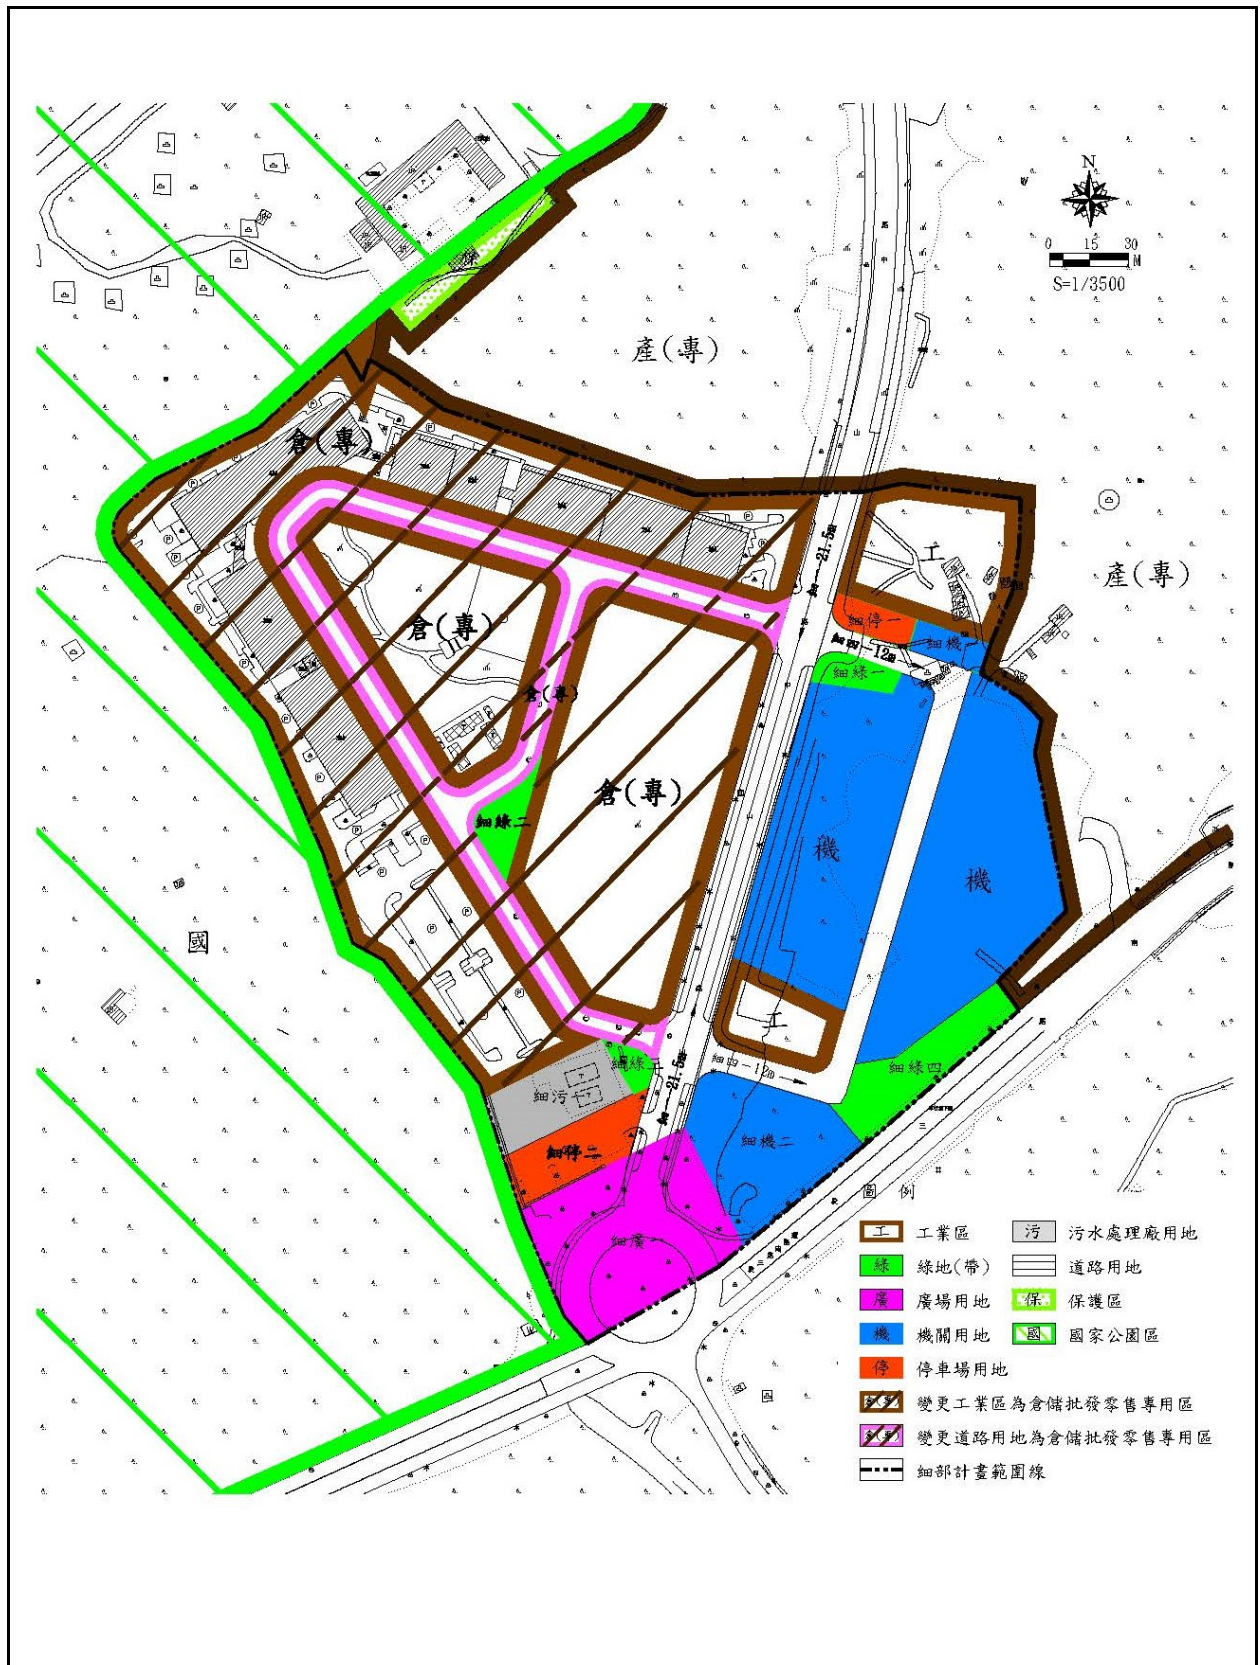 N
0 15 30
M
S=1/3500
產(專)
倉(專)
工
產(專)
細停一
細機一
細四-12m
細綠一
倉(專)
倉(專)
倉(專)
細綠二
機
機
國
工
細四-12m
細綠四
細污一
細停二
細機二
細廣一
圖 例
工 工業區
污 污水處理廠用地
綠 綠地(帶)
道路用地
廣 廣場用地
保 保護區
機 機關用地
國 國家公園區
停 停車場用地
變更工業區為倉儲批發零售專用區
變更道路用地為倉儲批發零售專用區
細部計畫範圍線